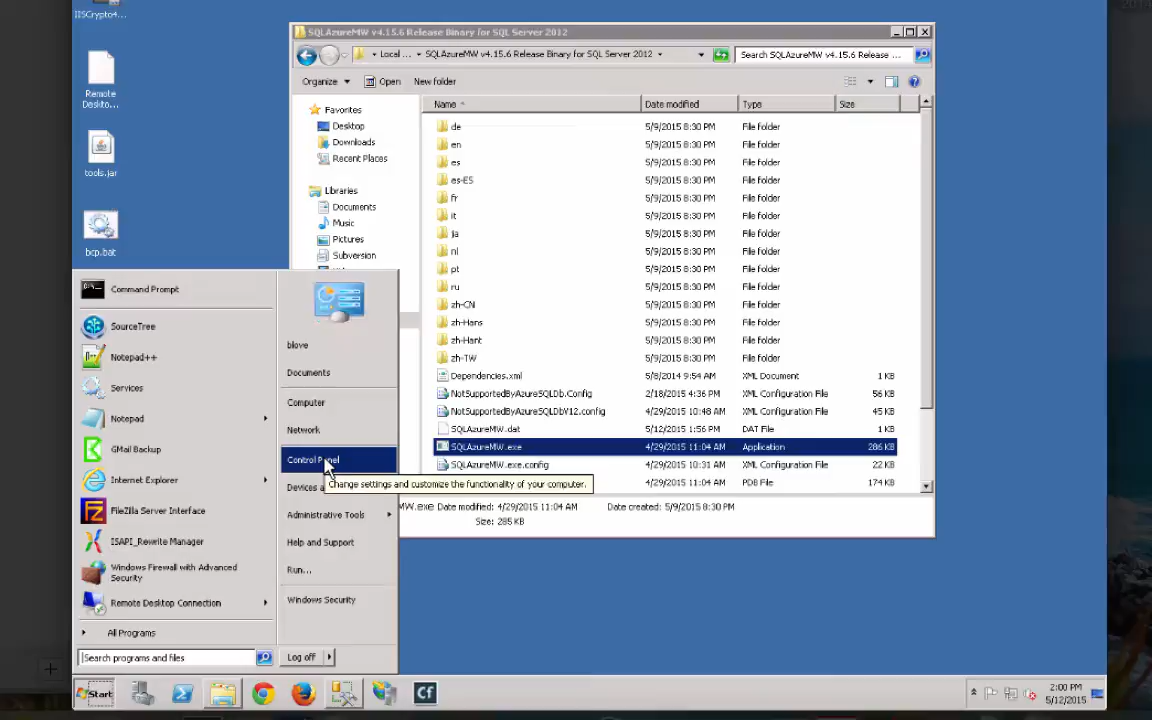 IISCrypto4...
Remote
Deskto...
tools.jar
bcp.bat
SQLAzureMW v4.15.6 Release Binary for SQL Server 2012
Local ... SQLAzureMW v4.15.6 Release Binary for SQL Server 2012
Search SQLAzureMW v4.15.6 Release ...
Organize Open New folder
Name Date modified Type Size
Favorites
Desktop
Downloads
Recent Places
Libraries
Documents
Music
Pictures
Subversion
de 5/9/2015 8:30 PM File folder
en 5/9/2015 8:30 PM File folder
es 5/9/2015 8:30 PM File folder
es-ES 5/9/2015 8:30 PM File folder
fr 5/9/2015 8:30 PM File folder
it 5/9/2015 8:30 PM File folder
ja 5/9/2015 8:30 PM File folder
nl 5/9/2015 8:30 PM File folder
pt 5/9/2015 8:30 PM File folder
ru 5/9/2015 8:30 PM File folder
zh-CN 5/9/2015 8:30 PM File folder
zh-Hans 5/9/2015 8:30 PM File folder
zh-Hant 5/9/2015 8:30 PM File folder
zh-TW 5/9/2015 8:30 PM File folder
Dependencies.xml 5/8/2014 9:54 AM XML Document 1 KB
NotSupportedByAzureSQLDb.Config 2/18/2015 4:36 PM XML Configuration File 56 KB
NotSupportedByAzureSQLDbV12.config 4/29/2015 10:48 AM XML Configuration File 45 KB
SQLAzureMW.dat 5/12/2015 1:56 PM DAT File 1 KB
SQLAzureMW.exe 4/29/2015 11:04 AM Application 286 KB
SQLAzureMW.exe.config 4/29/2015 10:31 AM XML Configuration File 22 KB
4/29/2015 11:04 AM PDB File 174 KB
MW.exe Date modified: 4/29/2015 11:04 AM Date created: 5/9/2015 8:30 PM
Size: 285 KB
Command Prompt
SourceTree
Notepad++
Services
Notepad
GMail Backup
Internet Explorer
FileZilla Server Interface
ISAPI_Rewrite Manager
Windows Firewall with Advanced
Security
Remote Desktop Connection
All Programs
Search programs and files
blove
Documents
Computer
Network
Control Panel
Change settings and customize the functionality of your computer.
Devices a
Administrative Tools
Help and Support
Run...
Windows Security
Log off
Start
Cf
2:00 PM
5/12/2015